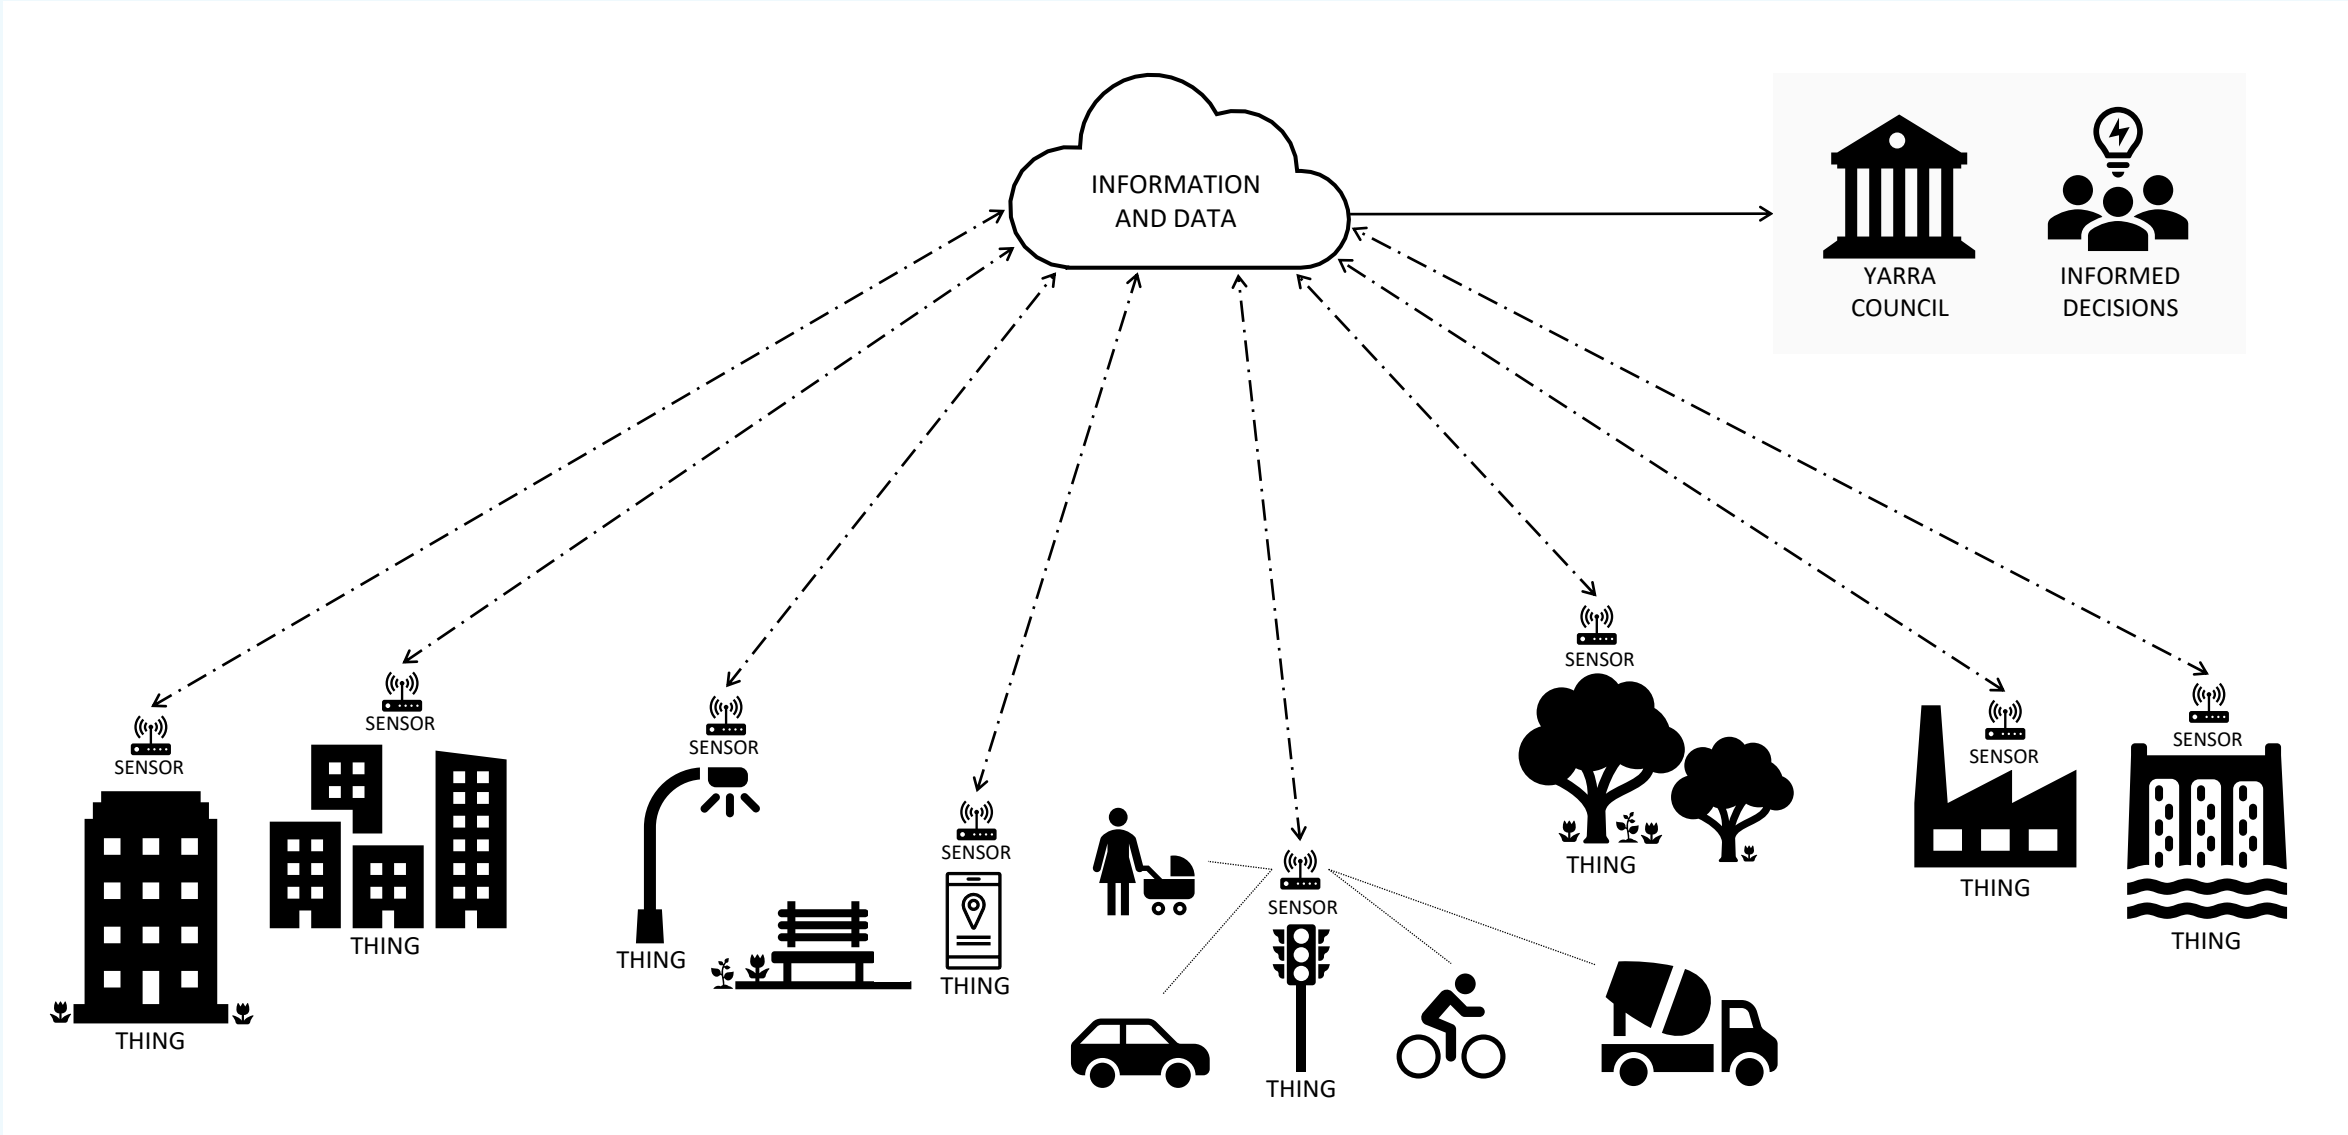 INFORMATION
AND DATA
YARRA
COUNCIL
INFORMED
DECISIONS
SENSOR
THING
SENSOR
THING
SENSOR
THING
SENSOR
THING
SENSOR
THING
SENSOR
THING
SENSOR
THING
SENSOR
THING